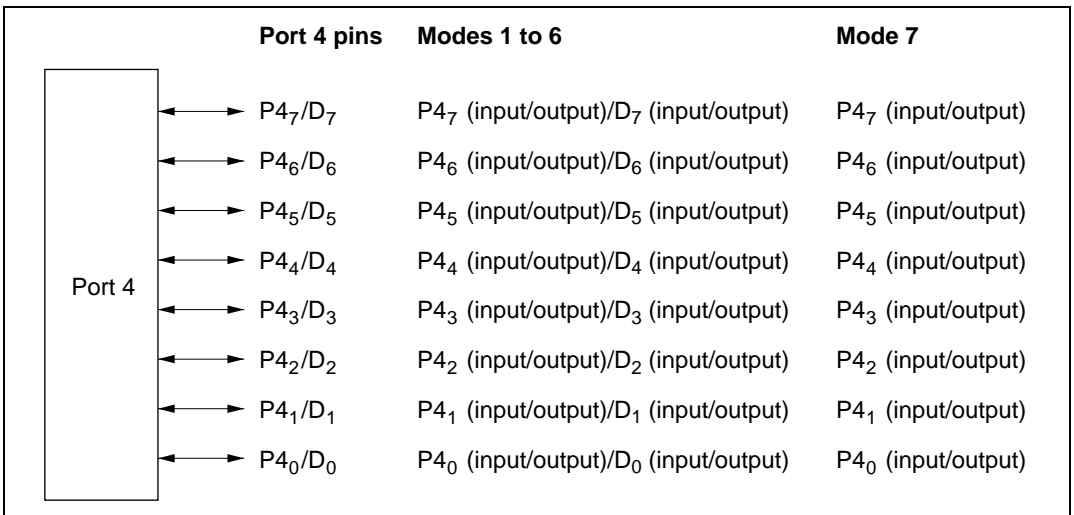 Port 4 pins Modes 1 to 6 Mode 7
P4₇/D₇ P4₇ (input/output)/D₇ (input/output) P4₇ (input/output)
P4₆/D₆ P4₆ (input/output)/D₆ (input/output) P4₆ (input/output)
P4₅/D₅ P4₅ (input/output)/D₅ (input/output) P4₅ (input/output)
P4₄/D₄ P4₄ (input/output)/D₄ (input/output) P4₄ (input/output)
Port 4
P4₃/D₃ P4₃ (input/output)/D₃ (input/output) P4₃ (input/output)
P4₂/D₂ P4₂ (input/output)/D₂ (input/output) P4₂ (input/output)
P4₁/D₁ P4₁ (input/output)/D₁ (input/output) P4₁ (input/output)
P4₀/D₀ P4₀ (input/output)/D₀ (input/output) P4₀ (input/output)